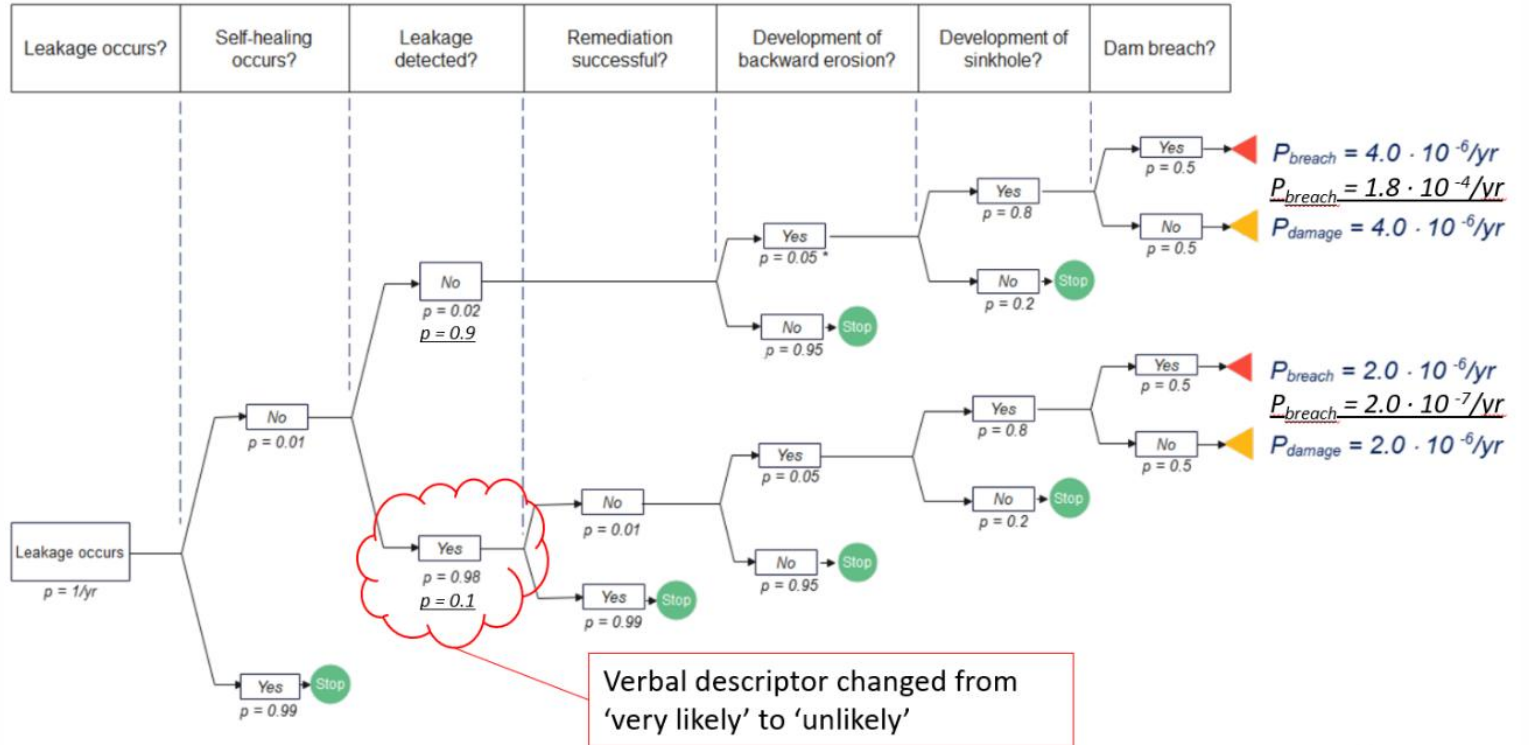 Leakage occurs?
Self-healing
occurs?
Leakage
detected?
Remediation
successful?
Development of
backward erosion?
Development of
sinkhole?
Dam breach?
Yes
p = 0.5
P breach = 4.0 · 10 -6/yr
P breach = 1.8 · 10 -4/yr
P damage = 4.0 · 10 -6/yr
No
p = 0.5
Yes
p = 0.8
No
p = 0.2
Stop
Yes
p = 0.05 *
No
p = 0.95
Stop
No
p = 0.02
p = 0.9
Yes
p = 0.5
P breach = 2.0 · 10 -6/yr
P breach = 2.0 · 10 -7/yr
P damage = 2.0 · 10 -6/yr
No
p = 0.5
Yes
p = 0.8
No
p = 0.2
Stop
Yes
p = 0.05
No
p = 0.95
Stop
No
p = 0.01
No
p = 0.01
Yes
p = 0.98
p = 0.1
Yes
p = 0.99
Stop
Leakage occurs
p = 1/yr
Yes
p = 0.99
Stop
Verbal descriptor changed from
‘very likely’ to ‘unlikely’